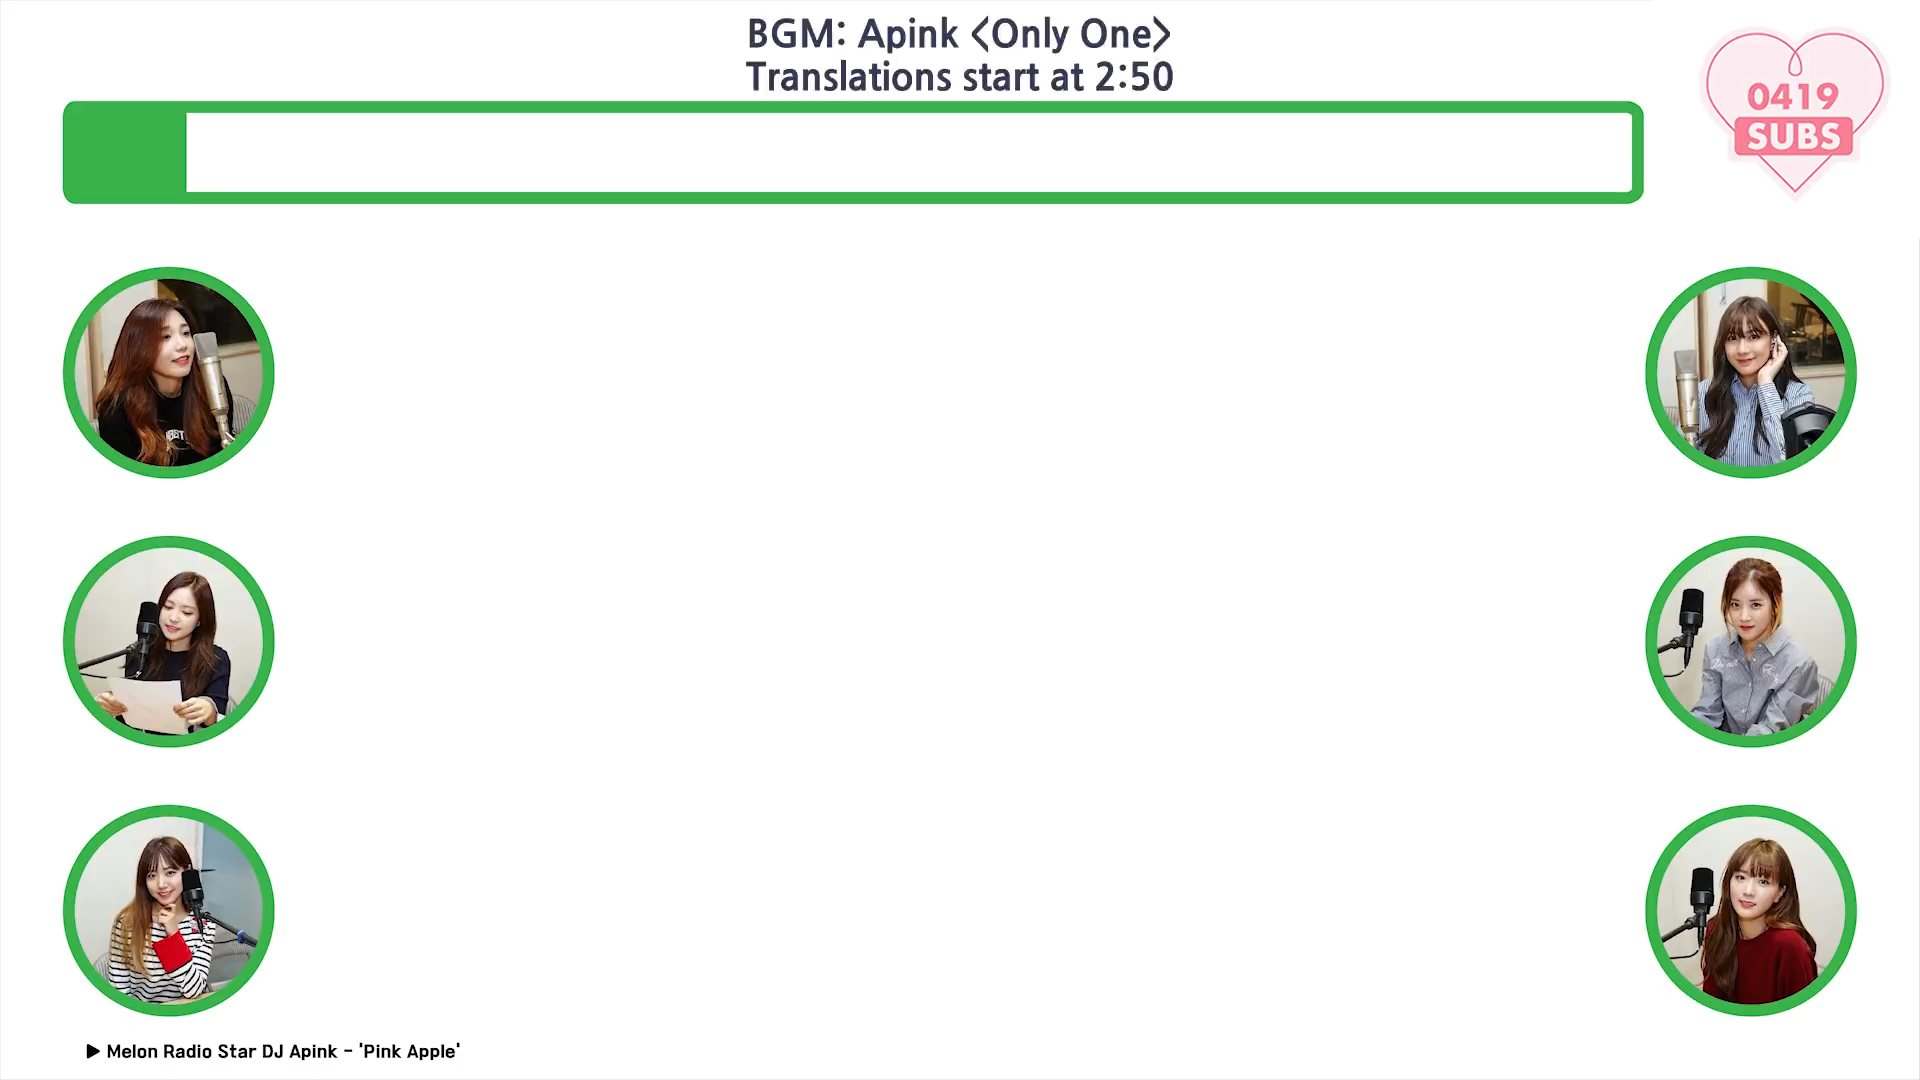 BGM: Apink <Only One>
Translations start at 2:50
0419
SUBS
▶ Melon Radio Star DJ Apink - 'Pink Apple'